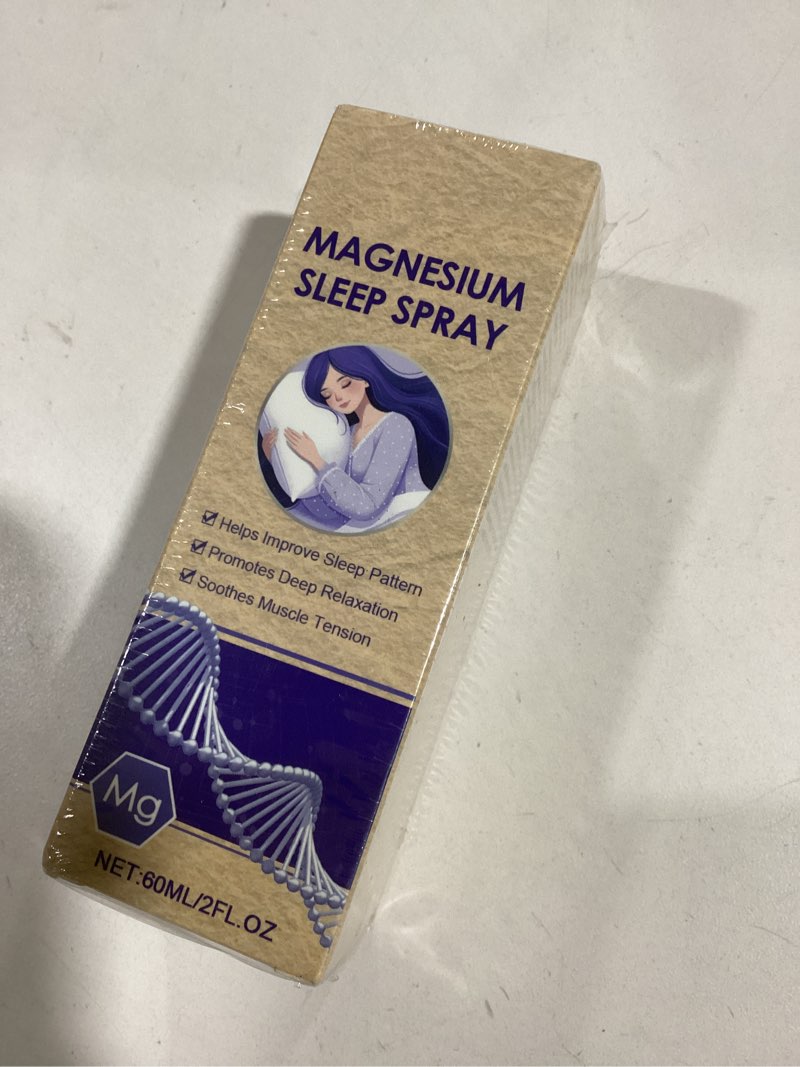 MAGNESIUM
SLEEP SPRAY
Helps Improve Sleep Pattern
Promotes Deep Relaxation
Soothes Muscle Tension
Mg
NET:60ML/2FL.OZ